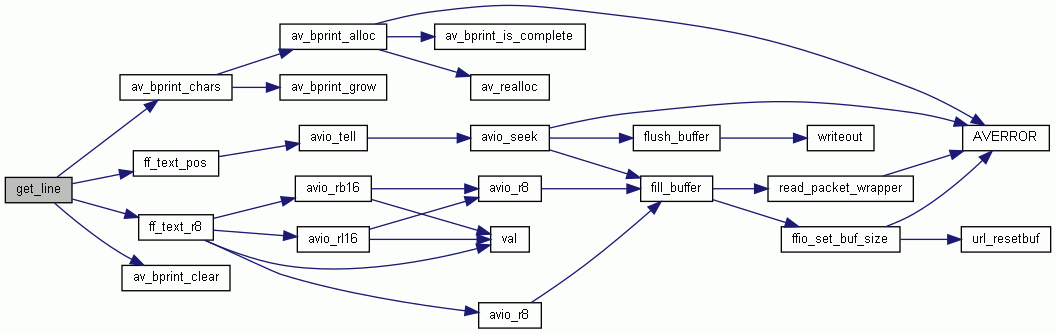 av_bprint_alloc
av_bprint_is_complete
av_bprint_chars
av_bprint_grow
av_realloc
avio_tell
avio_seek
flush_buffer
writeout
AVERROR
ff_text_pos
get_line
avio_rb16
avio_r8
fill_buffer
read_packet_wrapper
ff_text_r8
avio_rl16
val
ffio_set_buf_size
url_resetbuf
av_bprint_clear
avio_r8